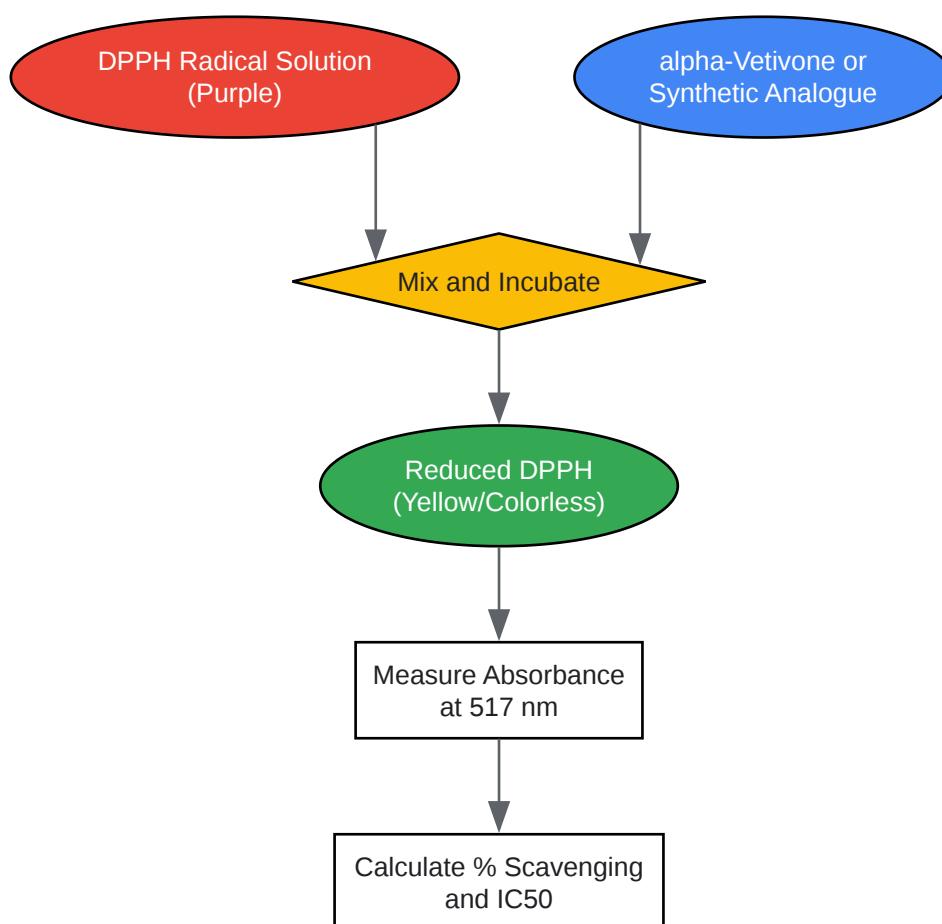 DPPH Radical Solution
(Purple)
alpha-Vetivone or
Synthetic Analogue
Mix and Incubate
Reduced DPPH
(Yellow/Colorless)
Measure Absorbance
at 517 nm
Calculate % Scavenging
and IC50